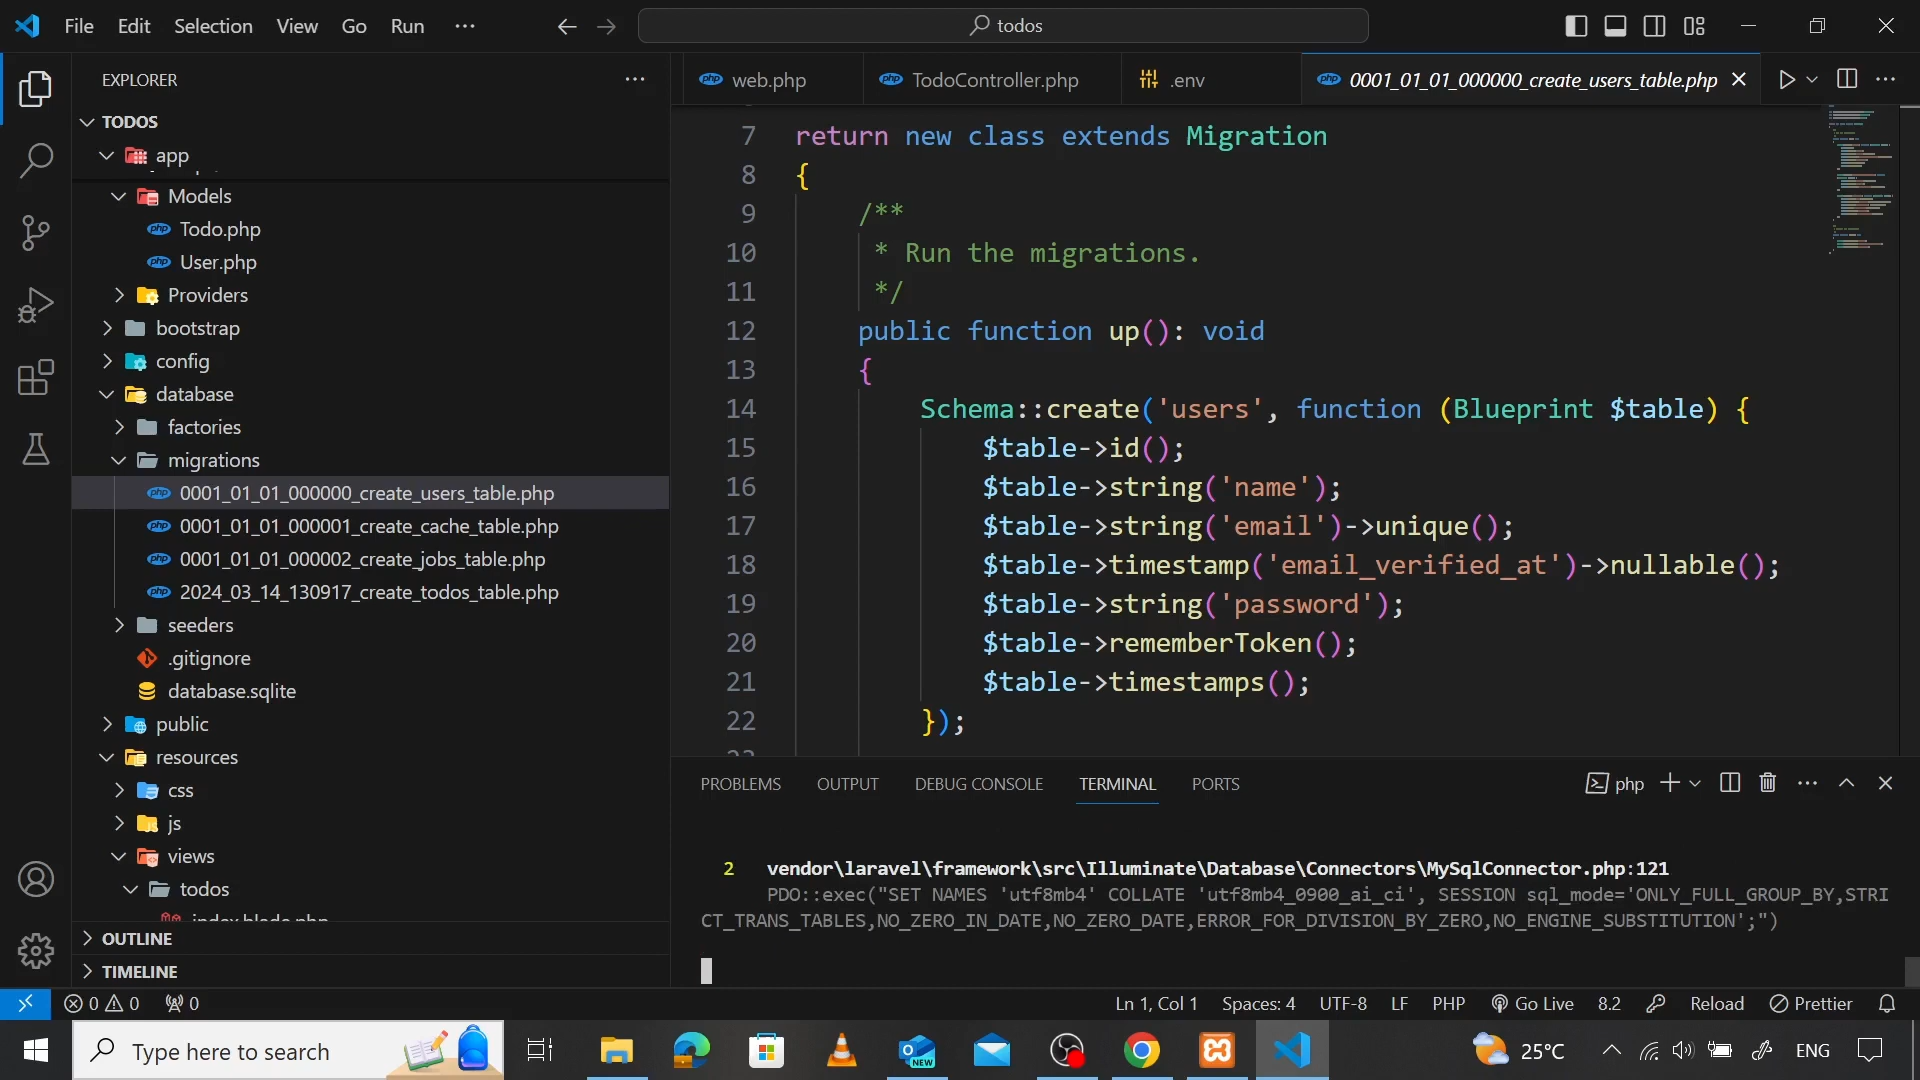 File Edit Selection View Go Run ··· todos
EXPLORER
TODOS
app
Models
Todo.php
User.php
Providers
bootstrap
config
database
factories
migrations
0001_01_01_000000_create_users_table.php
0001_01_01_000001_create_cache_table.php
0001_01_01_000002_create_jobs_table.php
2024_03_14_130917_create_todos_table.php
seeders
.gitignore
database.sqlite
public
resources
css
js
views
todos
index.blade.php
OUTLINE
TIMELINE
web.php TodoController.php .env 0001_01_01_000000_create_users_table.php
7 return new class extends Migration
8 {
9 /**
10 * Run the migrations.
11 */
12 public function up(): void
13 {
14 Schema::create('users', function (Blueprint $table) {
15 $table->id();
16 $table->string('name');
17 $table->string('email')->unique();
18 $table->timestamp('email_verified_at')->nullable();
19 $table->string('password');
20 $table->rememberToken();
21 $table->timestamps();
22 });
PROBLEMS OUTPUT DEBUG CONSOLE TERMINAL PORTS php
2 vendor\laravel\framework\src\Illuminate\Database\Connectors\MySqlConnector.php:121
PDO::exec("SET NAMES 'utf8mb4' COLLATE 'utf8mb4_0900_ai_ci', SESSION sql_mode='ONLY_FULL_GROUP_BY,STRI
CT_TRANS_TABLES,NO_ZERO_IN_DATE,NO_ZERO_DATE,ERROR_FOR_DIVISION_BY_ZERO,NO_ENGINE_SUBSTITUTION';")
0 0 0 Ln 1, Col 1 Spaces: 4 UTF-8 LF PHP Go Live 8.2 Reload Prettier
Type here to search NEW 25°C ENG